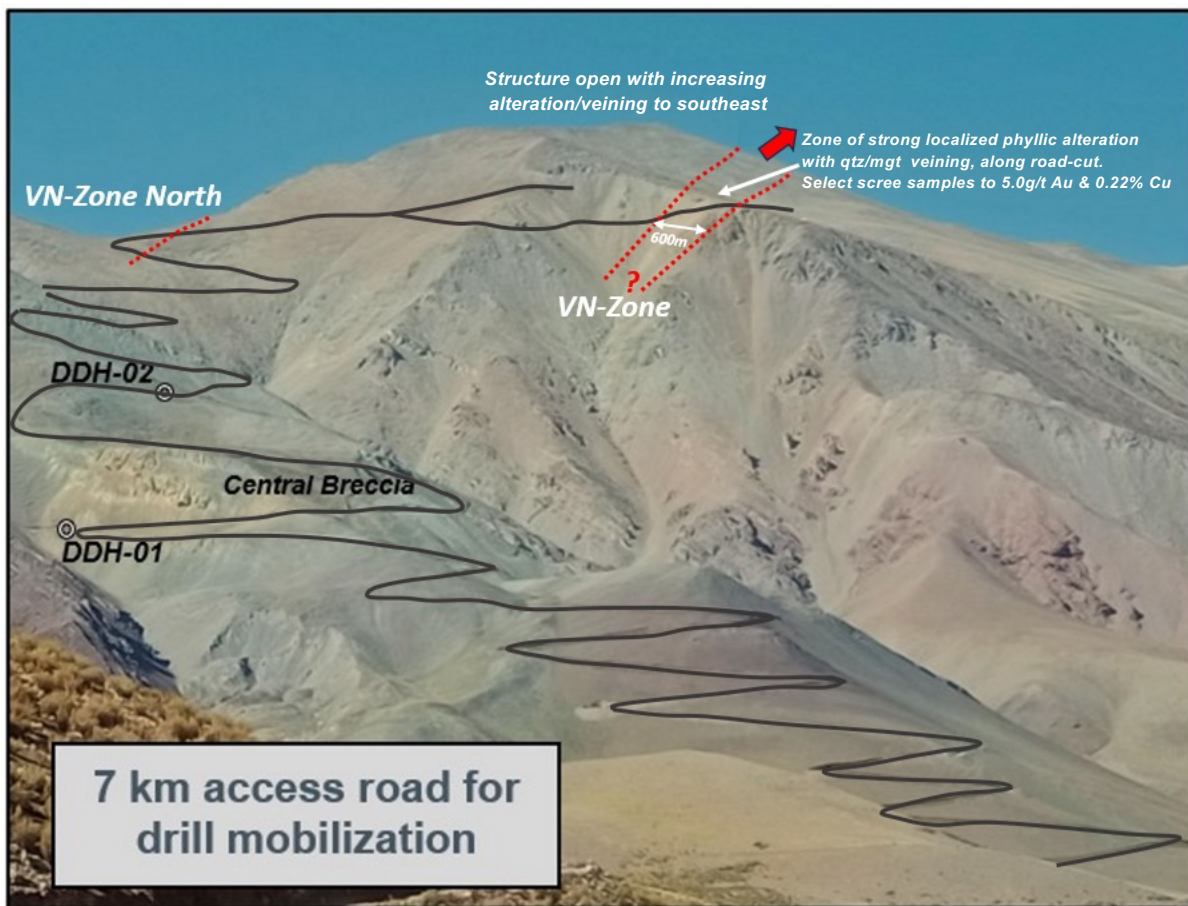 Structure open with increasing
alteration/veining to southeast
Zone of strong localized phyllic alteration
with qtz/mgt veining, along road-cut.
Select scree samples to 5.0g/t Au & 0.22% Cu
VN-Zone North
600m
?
VN-Zone
DDH-02
Central Breccia
DDH-01
7 km access road for
drill mobilization